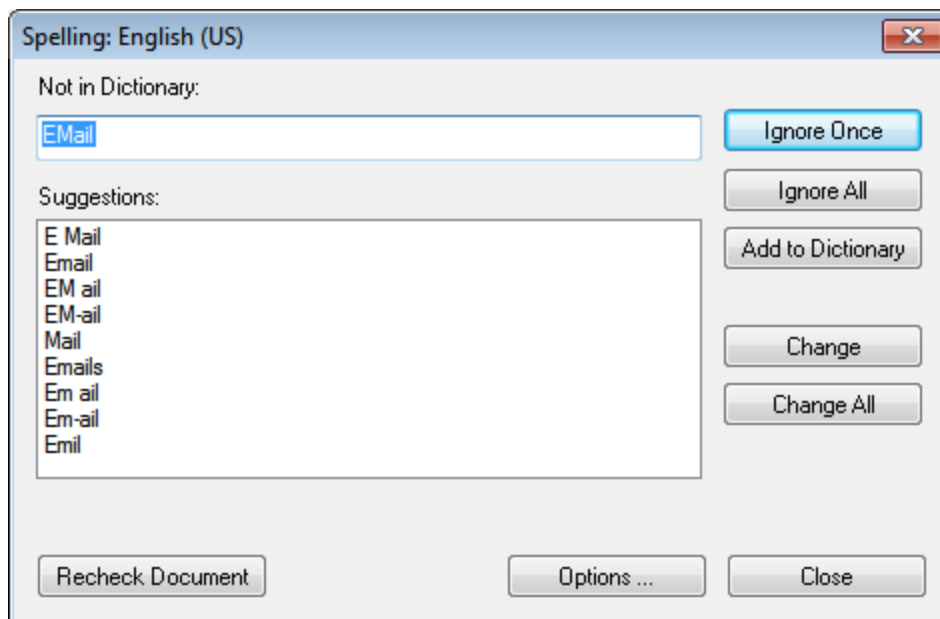 Spelling: English (US)
Not in Dictionary:
EMail
Ignore Once
Ignore All
Suggestions:
E Mail
Email
EM ail
EM-ail
Mail
Emails
Em ail
Em-ail
Emil
Add to Dictionary
Change
Change All
Recheck Document
Options ...
Close